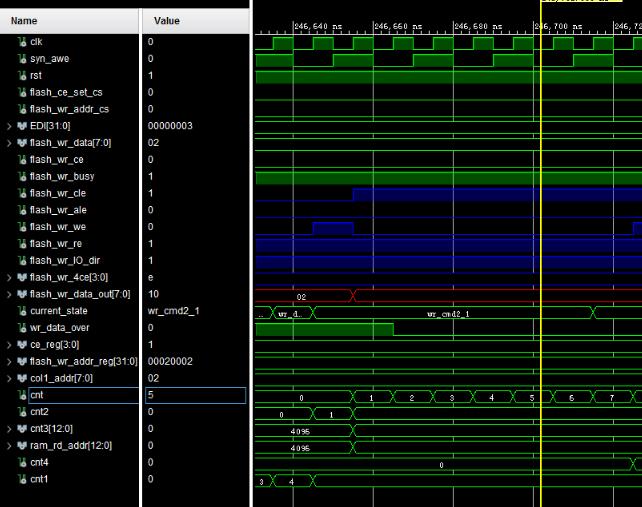 Name Value
246,640 ns 246,660 ns 246,680 ns 246,700 ns
clk 0
syn_awe 0
rst 1
flash_ce_set_cs 0
flash_wr_addr_cs 0
EDI[31:0] 00000003
flash_wr_data[7:0] 02
flash_wr_ce 0
flash_wr_busy 1
flash_wr_cle 1
flash_wr_ale 0
flash_wr_we 0
flash_wr_re 1
flash_wr_IO_dir 1
flash_wr_4ce[3:0] e
flash_wr_data_out[7:0] 10 02
current_state wr_cmd2_1 ... wr_d... wr_cmd2_1
wr_data_over 0
ce_reg[3:0] 1
flash_wr_addr_reg[31:0] 00020002
col1_addr[7:0] 02
cnt 5 0 1 2 3 4 5 6 7
cnt2 0 0 1
cnt3[12:0] 0 4095
ram_rd_addr[12:0] 0 4095
cnt4 0 0
cnt1 0 3 4